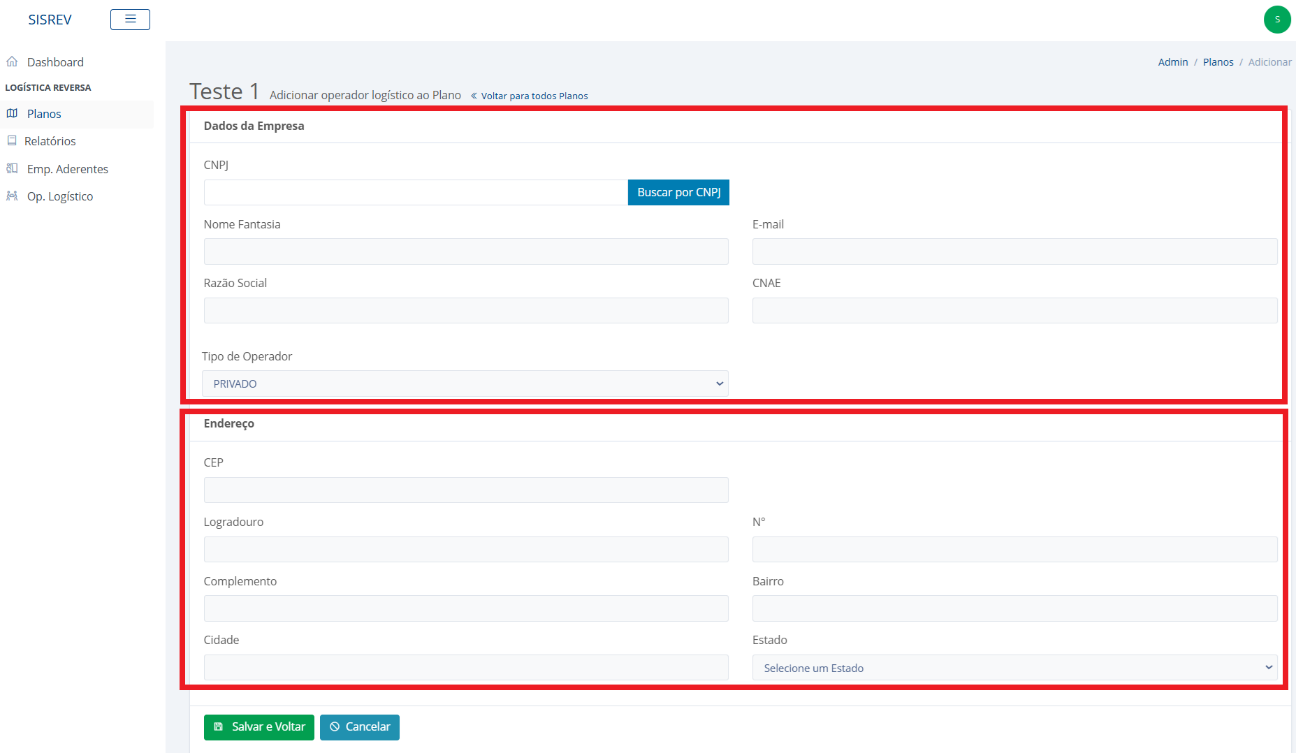 SISREV
S
Dashboard
LOGÍSTICA REVERSA
Planos
Relatórios
Emp. Aderentes
Op. Logístico
Admin / Planos / Adicionar
Teste 1 Adicionar operador logístico ao Plano « Voltar para todos Planos
Dados da Empresa
CNPJ
Buscar por CNPJ
Nome Fantasia
E-mail
Razão Social
CNAE
Tipo de Operador
PRIVADO
Endereço
CEP
Logradouro
N°
Complemento
Bairro
Cidade
Estado
Selecione um Estado
Salvar e Voltar
Cancelar